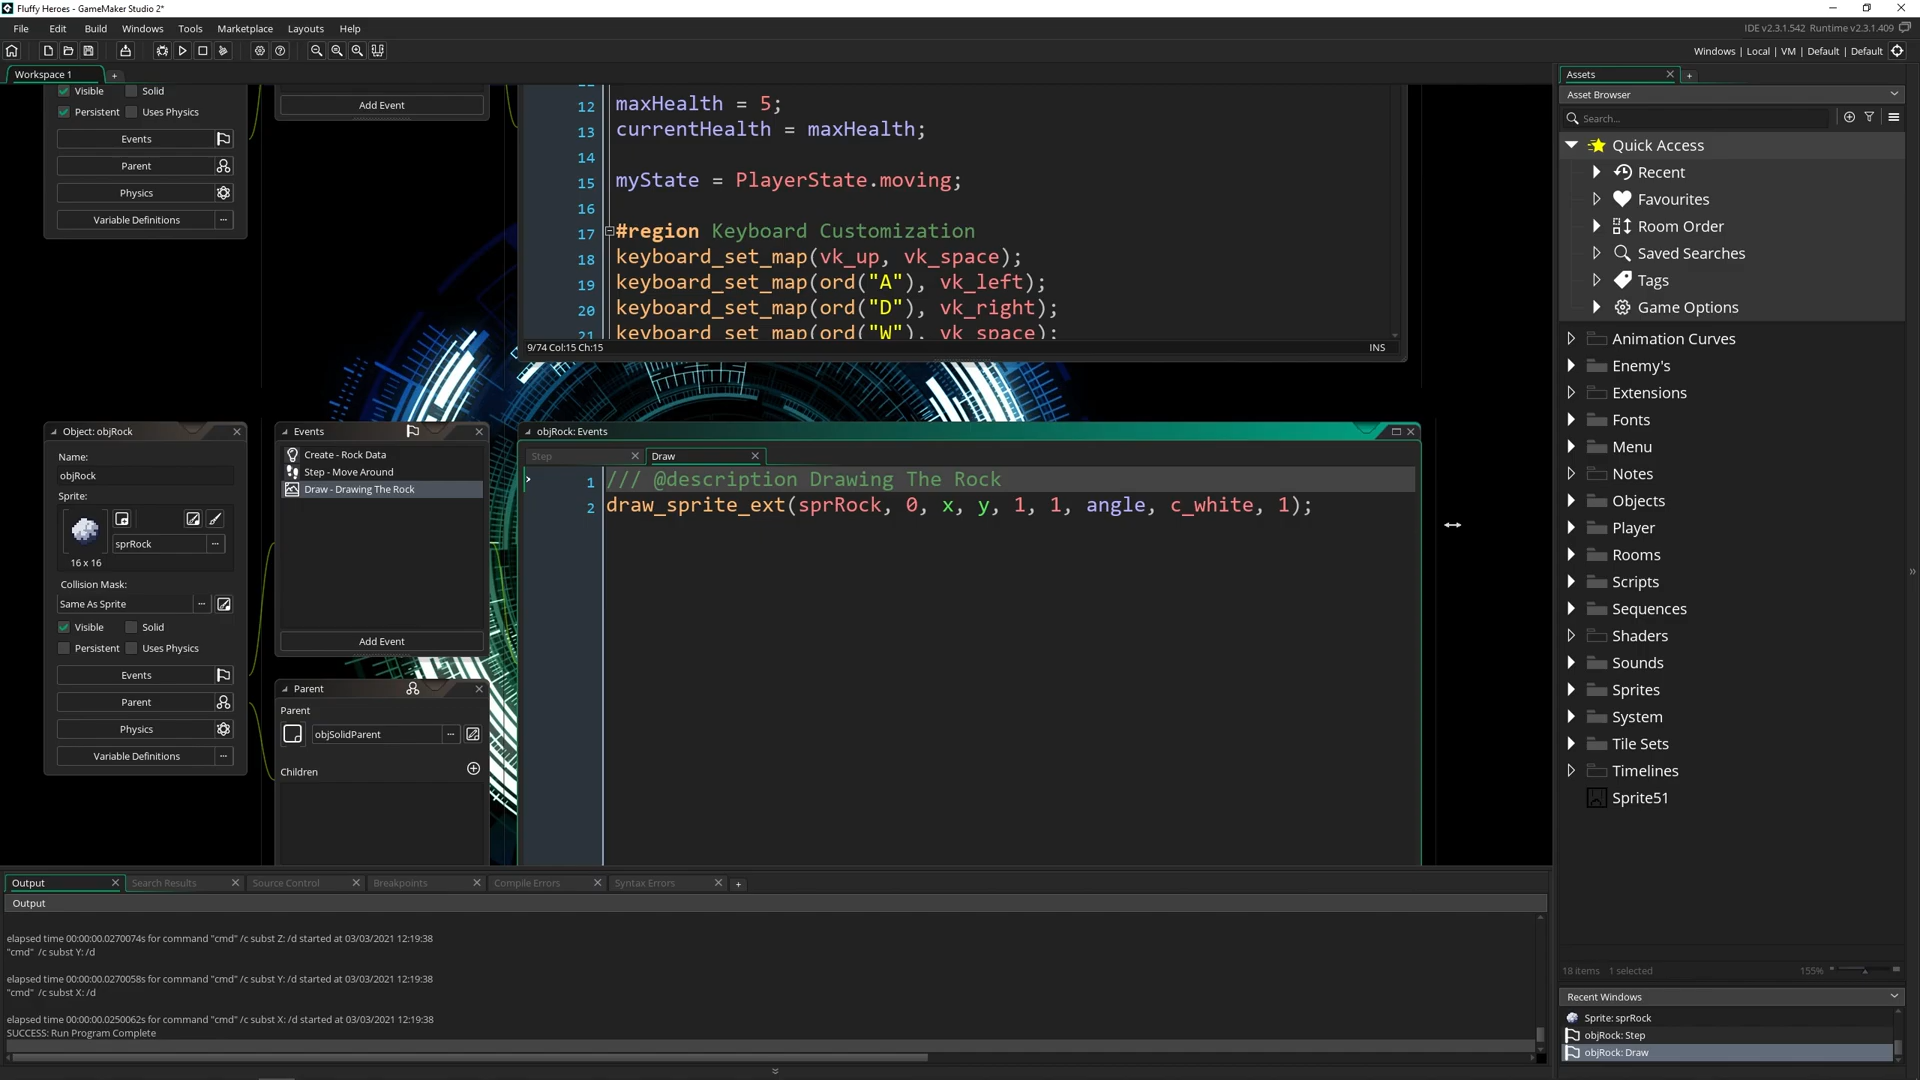 Fluffy Heroes - GameMaker Studio 2*
File Edit Build Windows Tools Marketplace Layouts Help
IDE v2.3.1.542 Runtime v2.3.1.409
Windows | Local | VM | Default | Default
Workspace 1
Visible Solid
Persistent Uses Physics
Events
Parent
Physics
Variable Definitions
Add Event
12 maxHealth = 5;
13 currentHealth = maxHealth;
14
15 myState = PlayerState.moving;
16
17 #region Keyboard Customization
18 keyboard_set_map(vk_up, vk_space);
19 keyboard_set_map(ord("A"), vk_left);
20 keyboard_set_map(ord("D"), vk_right);
21 keyboard_set_map(ord("W"), vk_space);
9/74 Col:15 Ch:15 INS
Object: objRock
Name:
objRock
Sprite:
sprRock
16 x 16
Collision Mask:
Same As Sprite
Visible Solid
Persistent Uses Physics
Events
Parent
Physics
Variable Definitions
Events
Create - Rock Data
Step - Move Around
Draw - Drawing The Rock
Add Event
Parent
Parent
objSolidParent
Children
objRock: Events
Step Draw
1 /// @description Drawing The Rock
2 draw_sprite_ext(sprRock, 0, x, y, 1, 1, angle, c_white, 1);
Assets
Asset Browser
Search...
Quick Access
Recent
Favourites
Room Order
Saved Searches
Tags
Game Options
Animation Curves
Enemy's
Extensions
Fonts
Menu
Notes
Objects
Player
Rooms
Scripts
Sequences
Shaders
Sounds
Sprites
System
Tile Sets
Timelines
Sprite51
18 items 1 selected 155%
Recent Windows
Sprite: sprRock
objRock: Step
objRock: Draw
Output Search Results Source Control Breakpoints Compile Errors Syntax Errors
Output
elapsed time 00:00:00.0270074s for command "cmd" /c subst Z: /d started at 03/03/2021 12:19:38
"cmd" /c subst Y: /d
elapsed time 00:00:00.0270058s for command "cmd" /c subst Y: /d started at 03/03/2021 12:19:38
"cmd" /c subst X: /d
elapsed time 00:00:00.0250062s for command "cmd" /c subst X: /d started at 03/03/2021 12:19:38
SUCCESS: Run Program Complete